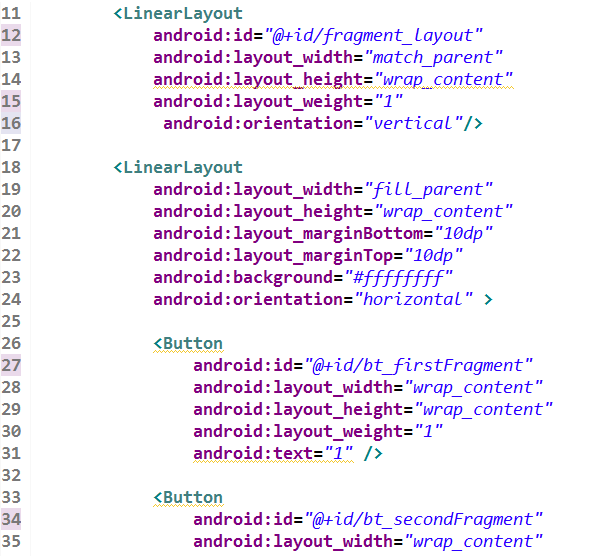 11 <LinearLayout
12 android:id="@+id/fragment_layout"
13 android:layout_width="match_parent"
14 android:layout_height="wrap_content"
15 android:layout_weight="1"
16 android:orientation="vertical"/>
17
18 <LinearLayout
19 android:layout_width="fill_parent"
20 android:layout_height="wrap_content"
21 android:layout_marginBottom="10dp"
22 android:layout_marginTop="10dp"
23 android:background="#ffffffff"
24 android:orientation="horizontal" >
25
26 <Button
27 android:id="@+id/bt_firstFragment"
28 android:layout_width="wrap_content"
29 android:layout_height="wrap_content"
30 android:layout_weight="1"
31 android:text="1" />
32
33 <Button
34 android:id="@+id/bt_secondFragment"
35 android:layout_width="wrap_content"